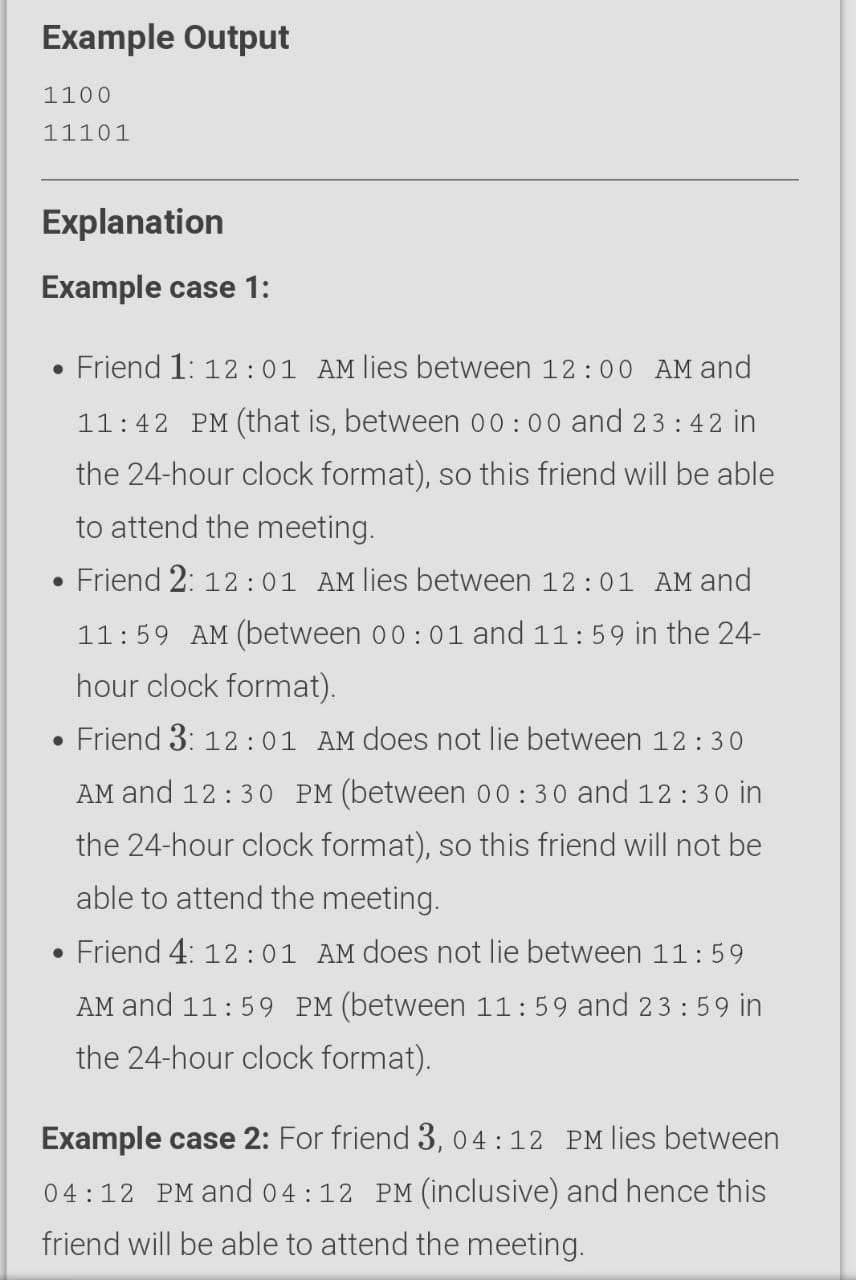 Example Output
1100
11101
Explanation
Example case 1:
• Friend 1: 12:01 AM lies between 12:00 AM and
11:42 PM (that is, between 00:00 and 23:42 in
the 24-hour clock format), so this friend will be able
to attend the meeting.
• Friend 2: 12:01 AM lies between 12:01 AM and
11:59 AM (between 00:01 and 11:59 in the 24-
hour clock format).
• Friend 3: 12:01 AM does not lie between 12:30
AM and 12:30 PM (between 00:30 and 12:30 in
the 24-hour clock format), so this friend will not be
able to attend the meeting.
• Friend 4: 12:01 AM does not lie between 11:59
AM and 11:59 PM (between 11:59 and 23:59 in
the 24-hour clock format).
Example case 2: For friend 3, 04:12 PM lies between
04:12 PM and 04:12 PM (inclusive) and hence this
friend will be able to attend the meeting.